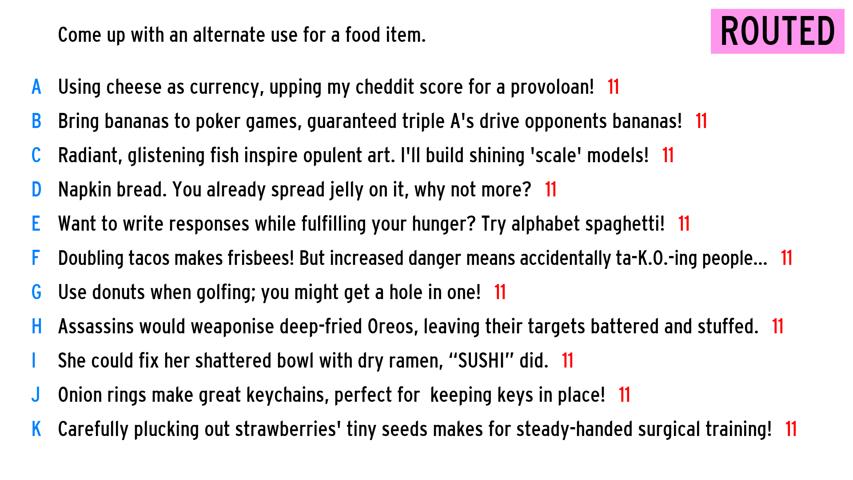 Come up with an alternate use for a food item.
ROUTED
A Using cheese as currency, upping my cheddit score for a provoloan! 11
B Bring bananas to poker games, guaranteed triple A's drive opponents bananas! 11
C Radiant, glistening fish inspire opulent art. I'll build shining 'scale' models! 11
D Napkin bread. You already spread jelly on it, why not more? 11
E Want to write responses while fulfilling your hunger? Try alphabet spaghetti! 11
F Doubling tacos makes frisbees! But increased danger means accidentally ta-K.O.-ing people... 11
G Use donuts when golfing; you might get a hole in one! 11
H Assassins would weaponise deep-fried Oreos, leaving their targets battered and stuffed. 11
I She could fix her shattered bowl with dry ramen, “SUSHI” did. 11
J Onion rings make great keychains, perfect for  keeping keys in place! 11
K Carefully plucking out strawberries' tiny seeds makes for steady-handed surgical training! 11